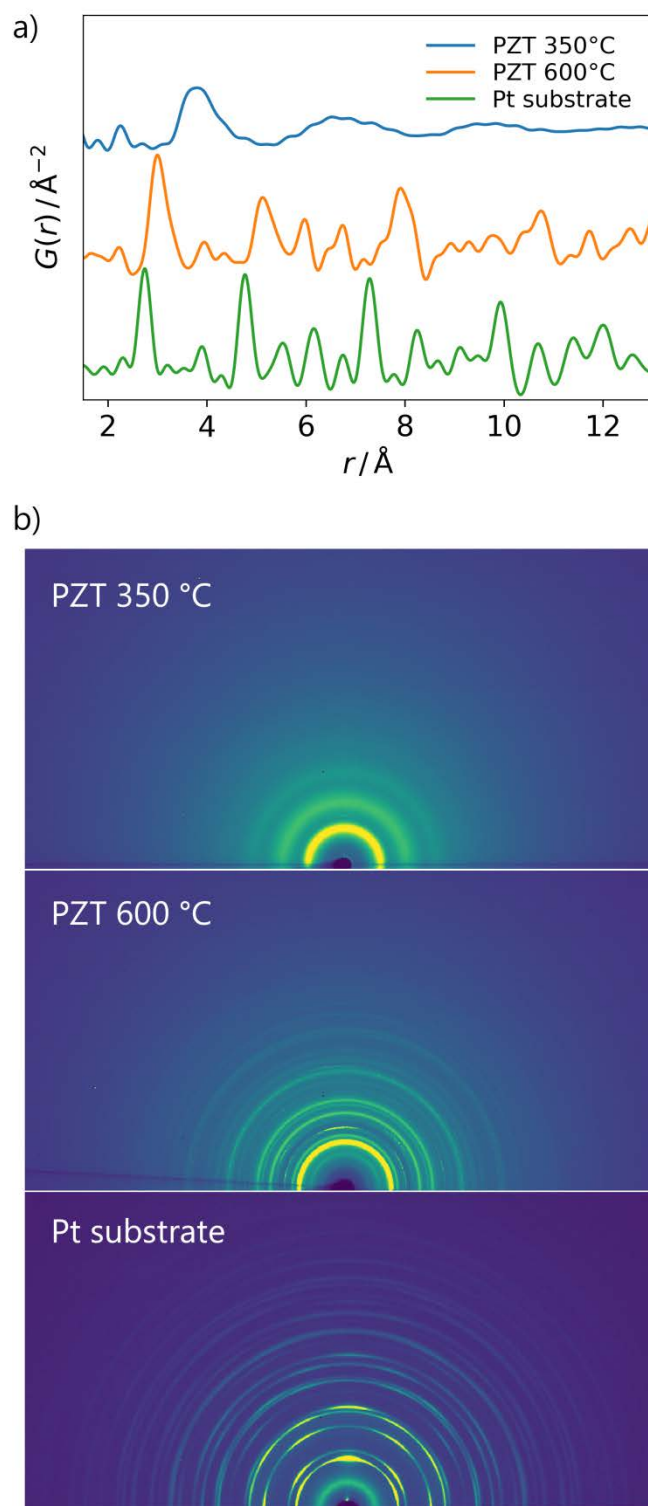 a)
PZT 350°C
PZT 600°C
Pt substrate
G(r) / Å⁻²
2 4 6 8 10 12
r / Å
b)
PZT 350 °C
PZT 600 °C
Pt substrate